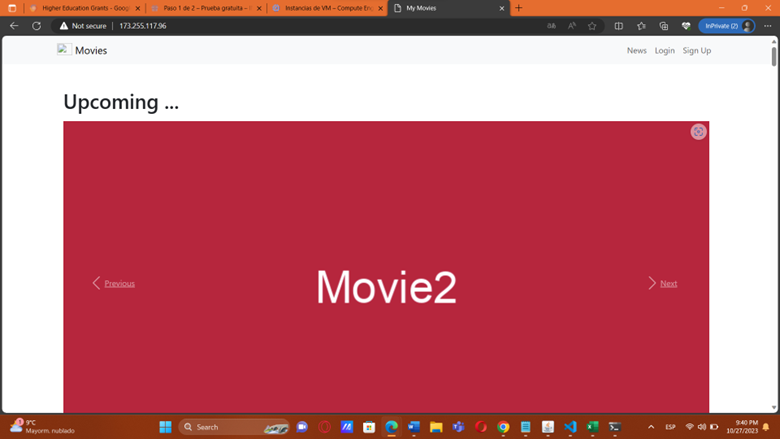 Higher Education Grants - Goog
Paso 1 de 2 – Prueba gratuita –
Instancias de VM – Compute Eng
My Movies
Not secure
173.255.117.96
InPrivate (2)
Movies
News
Login
Sign Up
Upcoming ...
Movie2
Previous
Next
9°C
Mayorm. nublado
Search
ESP
9:40 PM
10/27/2023